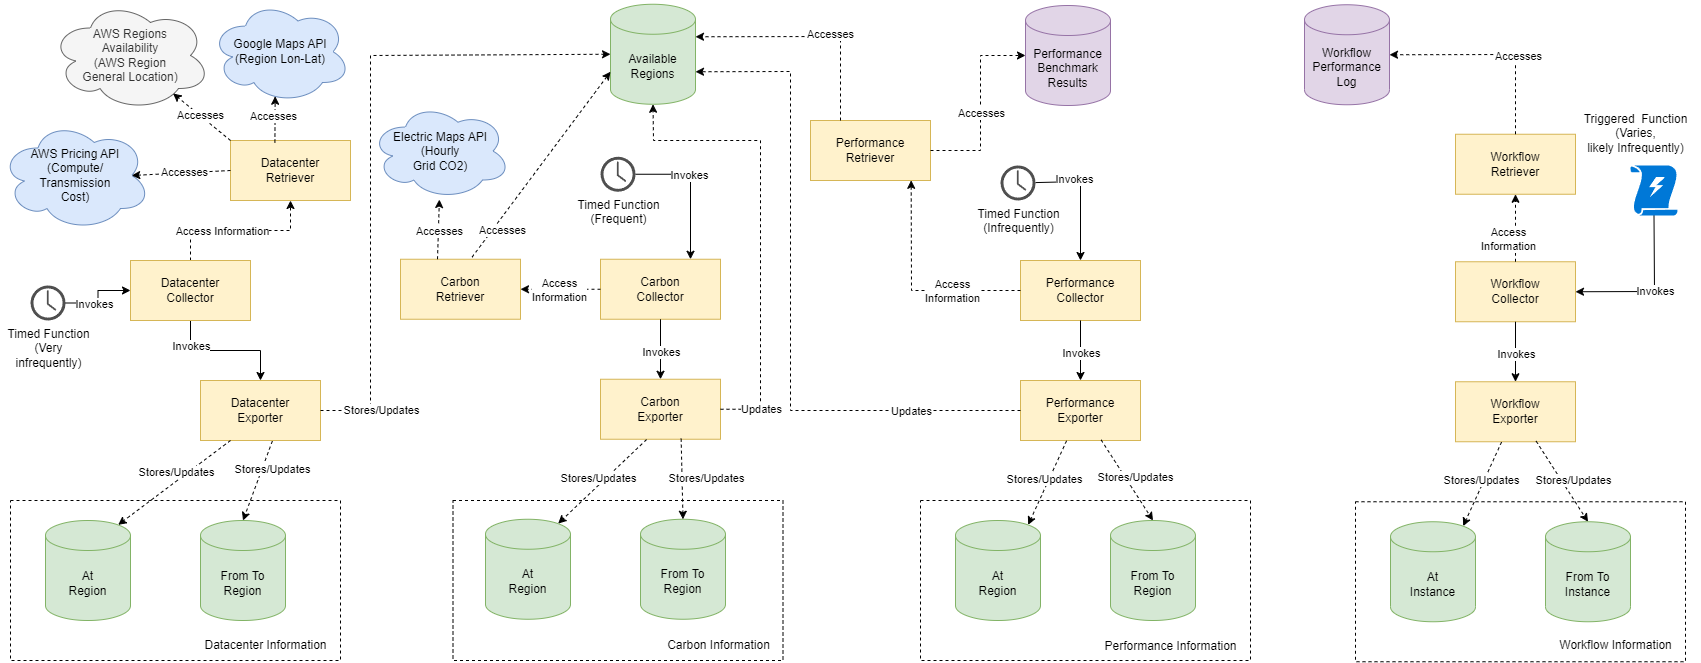 AWS Regions
Availability
(AWS Region
General Location)
Google Maps API
(Region Lon-Lat)
Accesses
Accesses
AWS Pricing API
(Compute/
Transmission
Cost)
Accesses
Datacenter
Retriever
Access Information
Datacenter
Collector
Invokes
Timed Function
(Very
infrequently)
Invokes
Datacenter
Exporter
Stores/Updates
Stores/Updates
Stores/Updates
At
Region
From To
Region
Datacenter Information
Available
Regions
Electric Maps API
(Hourly
Grid CO2)
Accesses
Accesses
Timed Function
(Frequent)
Invokes
Carbon
Retriever
Access
Information
Carbon
Collector
Invokes
Carbon
Exporter
Updates
Stores/Updates
Stores/Updates
At
Region
From To
Region
Carbon Information
Accesses
Performance
Benchmark
Results
Accesses
Performance
Retriever
Timed Function
(Infrequently)
Invokes
Access
Information
Performance
Collector
Invokes
Updates
Performance
Exporter
Stores/Updates
Stores/Updates
At
Region
From To
Region
Performance Information
Workflow
Performance
Log
Accesses
Triggered Function
(Varies,
likely Infrequently)
Workflow
Retriever
Access
Information
Workflow
Collector
Invokes
Invokes
Workflow
Exporter
Stores/Updates
Stores/Updates
At
Instance
From To
Instance
Workflow Information